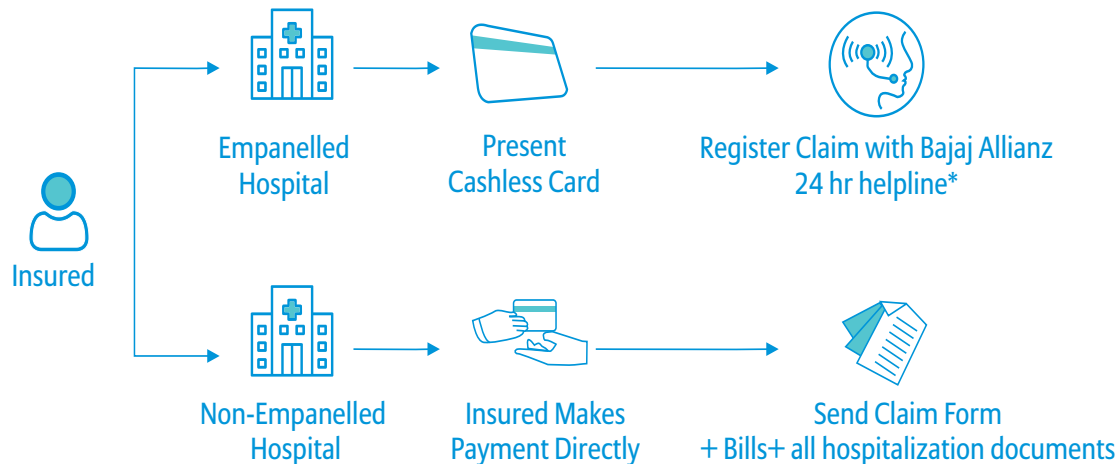 Insured
Empanelled
Hospital
Present
Cashless Card
Register Claim with Bajaj Allianz
24 hr helpline*
Non-Empanelled
Hospital
Insured Makes
Payment Directly
Send Claim Form
+ Bills+ all hospitalization documents